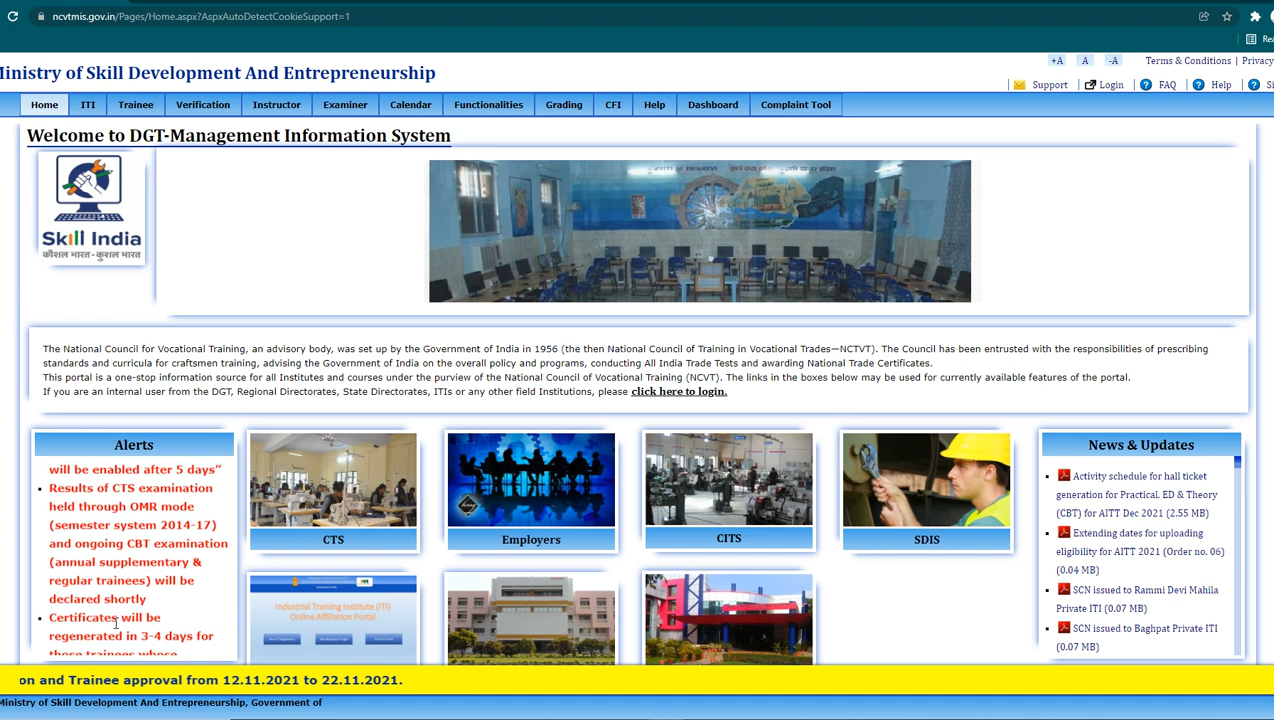 ncvtmis.gov.in/Pages/Home.aspx?AspxAutoDetectCookieSupport=1
+A A -A Terms & Conditions | Privacy
Ministry of Skill Development And Entrepreneurship
Support | Login | FAQ | Help |
Home ITI Trainee Verification Instructor Examiner Calendar Functionalities Grading CFI Help Dashboard Complaint Tool
Welcome to DGT-Management Information System
Skill India
कौशल भारत-कुशल भारत
The National Council for Vocational Training, an advisory body, was set up by the Government of India in 1956 (the then National Council of Training in Vocational Trades—NCTVT). The Council has been entrusted with the responsibilities of prescribing
standards and curricula for craftsmen training, advising the Government of India on the overall policy and programs, conducting All India Trade Tests and awarding National Trade Certificates.
This portal is a one-stop information source for all Institutes and courses under the purview of the National Council of Vocational Training (NCVT). The links in the boxes below may be used for currently available features of the portal.
If you are an internal user from the DGT, Regional Directorates, State Directorates, ITIs or any other field Institutions, please click here to login.
Alerts
will be enabled after 5 days”
Results of CTS examination
held through OMR mode
(semester system 2014-17)
and ongoing CBT examination
(annual supplementary &
regular trainees) will be
declared shortly
Certificates will be
regenerated in 3-4 days for
those trainees whose
CTS
Employers
CITS
SDIS
Industrial Training Institute (ITI)
Online Affiliation Portal
News & Updates
Activity schedule for hall ticket
generation for Practical, ED & Theory
(CBT) for AITT Dec 2021 (2.55 MB)
Extending dates for uploading
eligibility for AITT 2021 (Order no. 06)
(0.04 MB)
SCN issued to Rammi Devi Mahila
Private ITI (0.07 MB)
SCN issued to Baghpat Private ITI
(0.07 MB)
on and Trainee approval from 12.11.2021 to 22.11.2021.
Ministry of Skill Development And Entrepreneurship, Government of